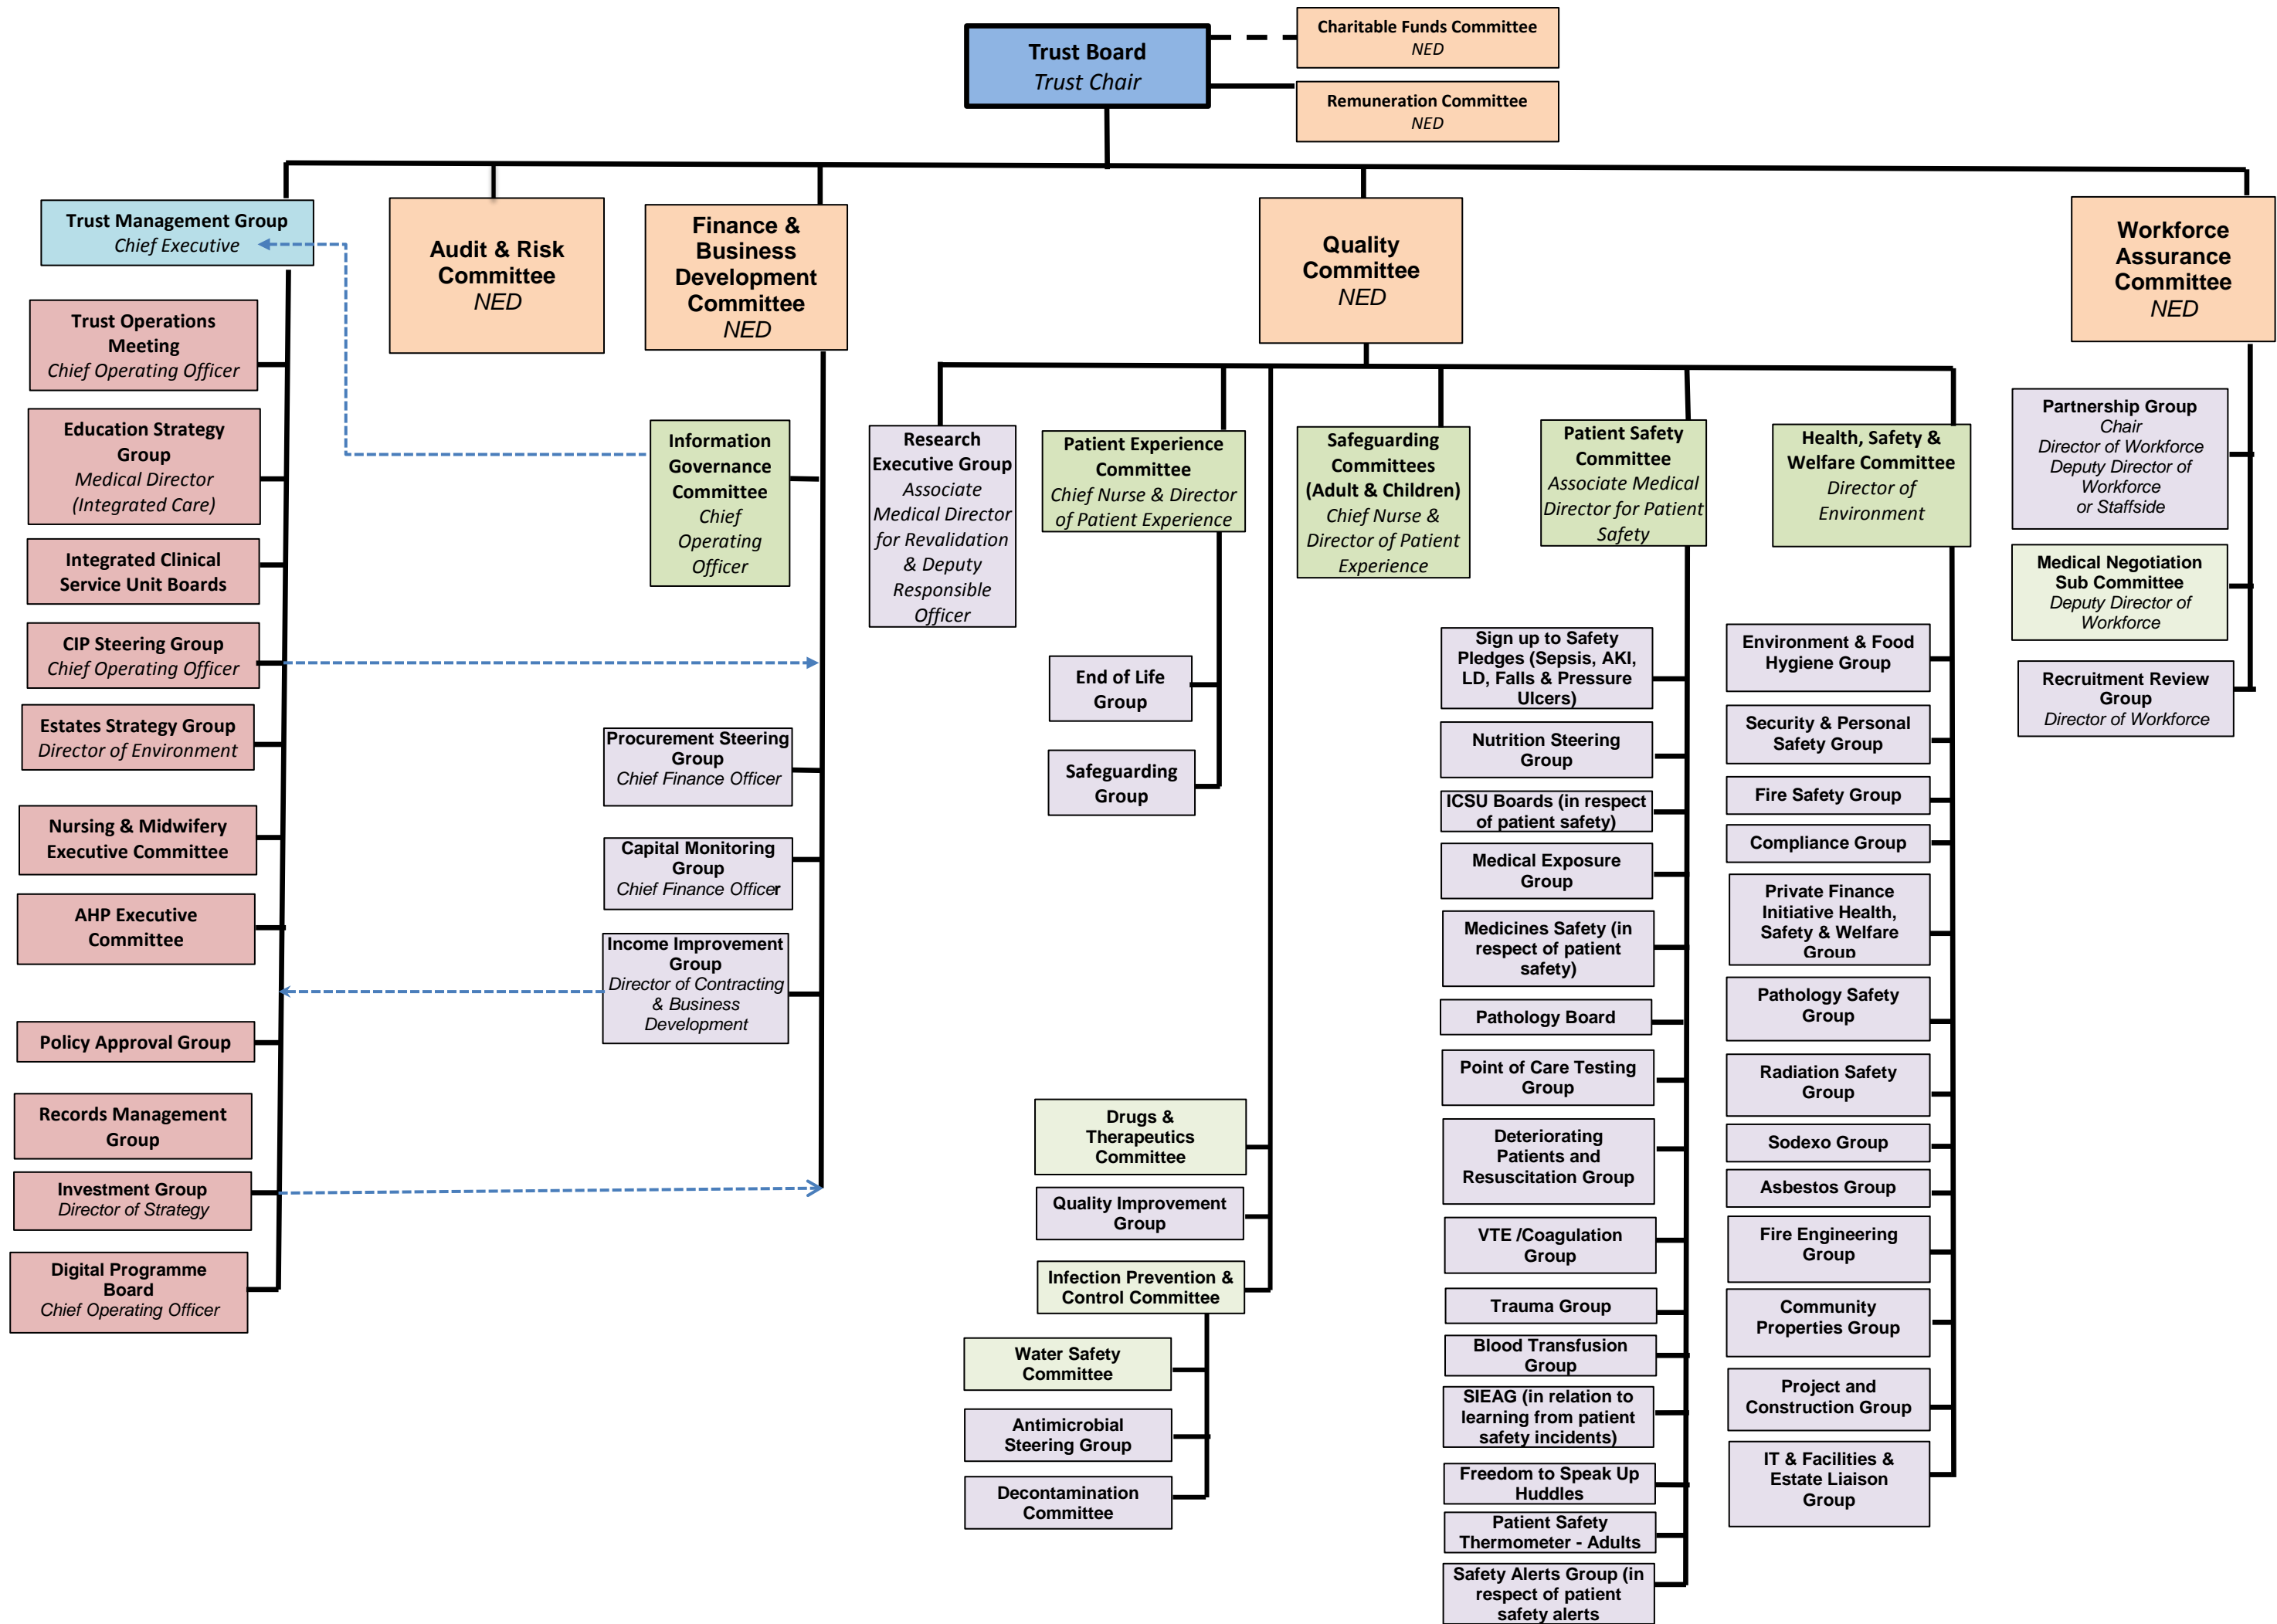 Trust Board
Trust Chair
Charitable Funds Committee
NED
Remuneration Committee
NED
Trust Management Group
Chief Executive
Audit & Risk
Committee
NED
Finance &
Business
Development
Committee
NED
Quality
Committee
NED
Workforce
Assurance
Committee
NED
Trust Operations
Meeting
Chief Operating Officer
Education Strategy
Group
Medical Director
(Integrated Care)
Integrated Clinical
Service Unit Boards
CIP Steering Group
Chief Operating Officer
Estates Strategy Group
Director of Environment
Nursing & Midwifery
Executive Committee
AHP Executive
Committee
Policy Approval Group
Records Management
Group
Investment Group
Director of Strategy
Digital Programme
Board
Chief Operating Officer
Information
Governance
Committee
Chief
Operating
Officer
Procurement Steering
Group
Chief Finance Officer
Capital Monitoring
Group
Chief Finance Officer
Income Improvement
Group
Director of Contracting
& Business
Development
Research
Executive Group
Associate
Medical Director
for Revalidation
& Deputy
Responsible
Officer
Patient Experience
Committee
Chief Nurse & Director
of Patient Experience
End of Life
Group
Safeguarding
Group
Drugs &
Therapeutics
Committee
Quality Improvement
Group
Infection Prevention &
Control Committee
Water Safety
Committee
Antimicrobial
Steering Group
Decontamination
Committee
Safeguarding
Committees
(Adult & Children)
Chief Nurse &
Director of Patient
Experience
Patient Safety
Committee
Associate Medical
Director for Patient
Safety
Sign up to Safety
Pledges (Sepsis, AKI,
LD, Falls & Pressure
Ulcers)
Nutrition Steering
Group
ICSU Boards (in respect
of patient safety)
Medical Exposure
Group
Medicines Safety (in
respect of patient
safety)
Pathology Board
Point of Care Testing
Group
Deteriorating
Patients and
Resuscitation Group
VTE /Coagulation
Group
Trauma Group
Blood Transfusion
Group
SIEAG (in relation to
learning from patient
safety incidents)
Freedom to Speak Up
Huddles
Patient Safety
Thermometer - Adults
Safety Alerts Group (in
respect of patient
safety alerts
Health, Safety &
Welfare Committee
Director of
Environment
Environment & Food
Hygiene Group
Security & Personal
Safety Group
Fire Safety Group
Compliance Group
Private Finance
Initiative Health,
Safety & Welfare
Group
Pathology Safety
Group
Radiation Safety
Group
Sodexo Group
Asbestos Group
Fire Engineering
Group
Community
Properties Group
Project and
Construction Group
IT & Facilities &
Estate Liaison
Group
Partnership Group
Chair
Director of Workforce
Deputy Director of
Workforce
or Staffside
Medical Negotiation
Sub Committee
Deputy Director of
Workforce
Recruitment Review
Group
Director of Workforce